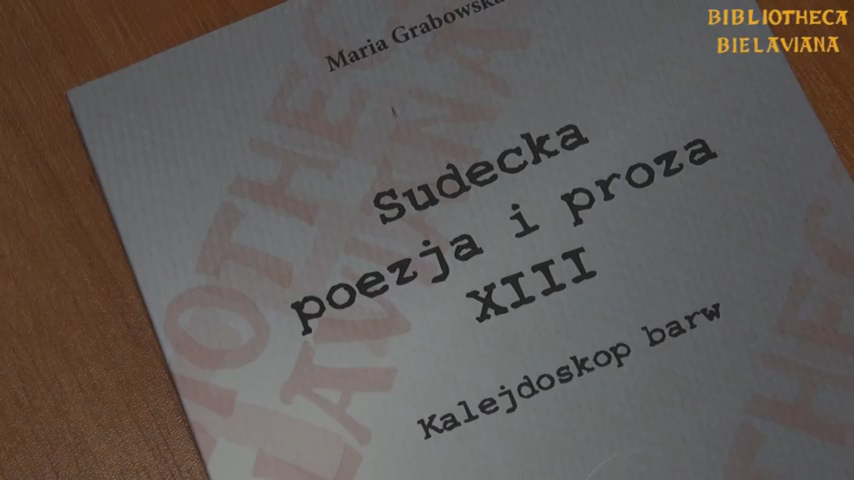 BIBLIOTHECA
BIELAVIANA
Maria Grabowska
Sudecka
poezja i proza
XIII
Kalejdoskop barw